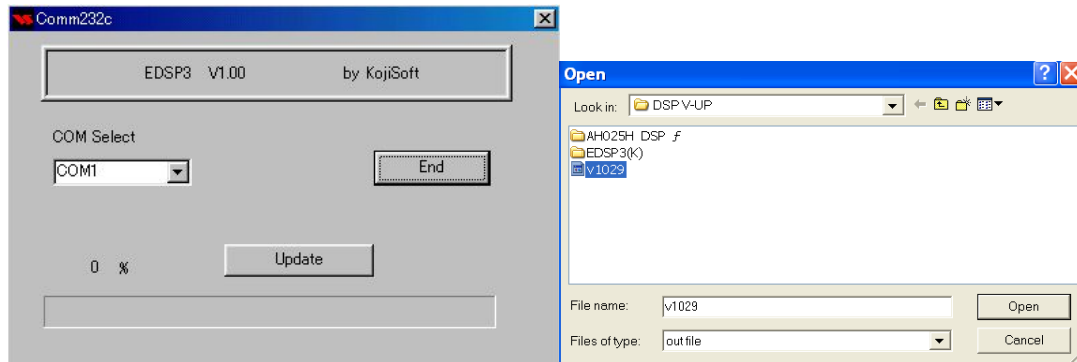 Comm232c
EDSP3 V1.00 by KojiSoft
COM Select
COM1
End
0 %
Update
Open
Look in: DSP V-UP
AH025H DSP ƒ
EDSP3(K)
v1029
File name: v1029 Open
Files of type: out file Cancel